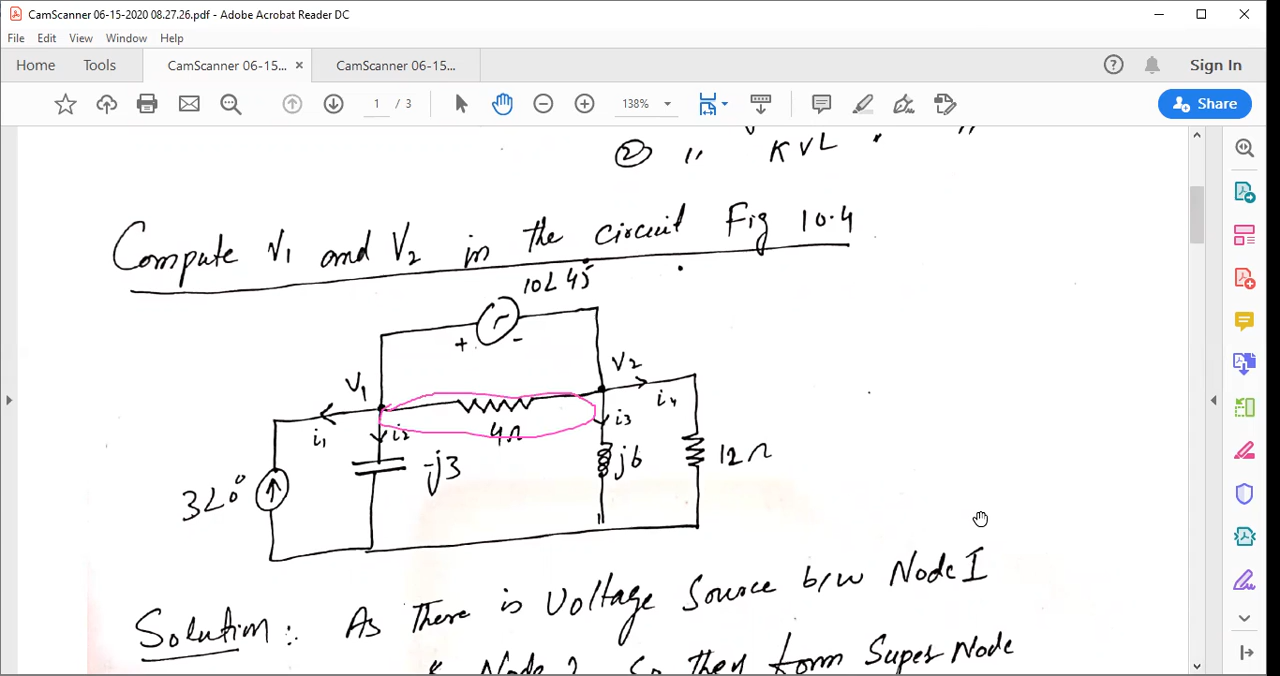 CamScanner 06-15-2020 08.27.26.pdf - Adobe Acrobat Reader DC
File Edit View Window Help
Home Tools CamScanner 06-15... × CamScanner 06-15...
Sign In
1 / 3
138%
Share
② 〃 KVL 〃
Compute V1 and V2 in the circuit Fig 10.4
10∠45
+ -
V1
V2
i1
i2
4Ω
i3
i4
3∠0°
-j3
j6
12Ω
Solution: As there is Voltage Source b/w Node I
& Node 2 So they form Super Node